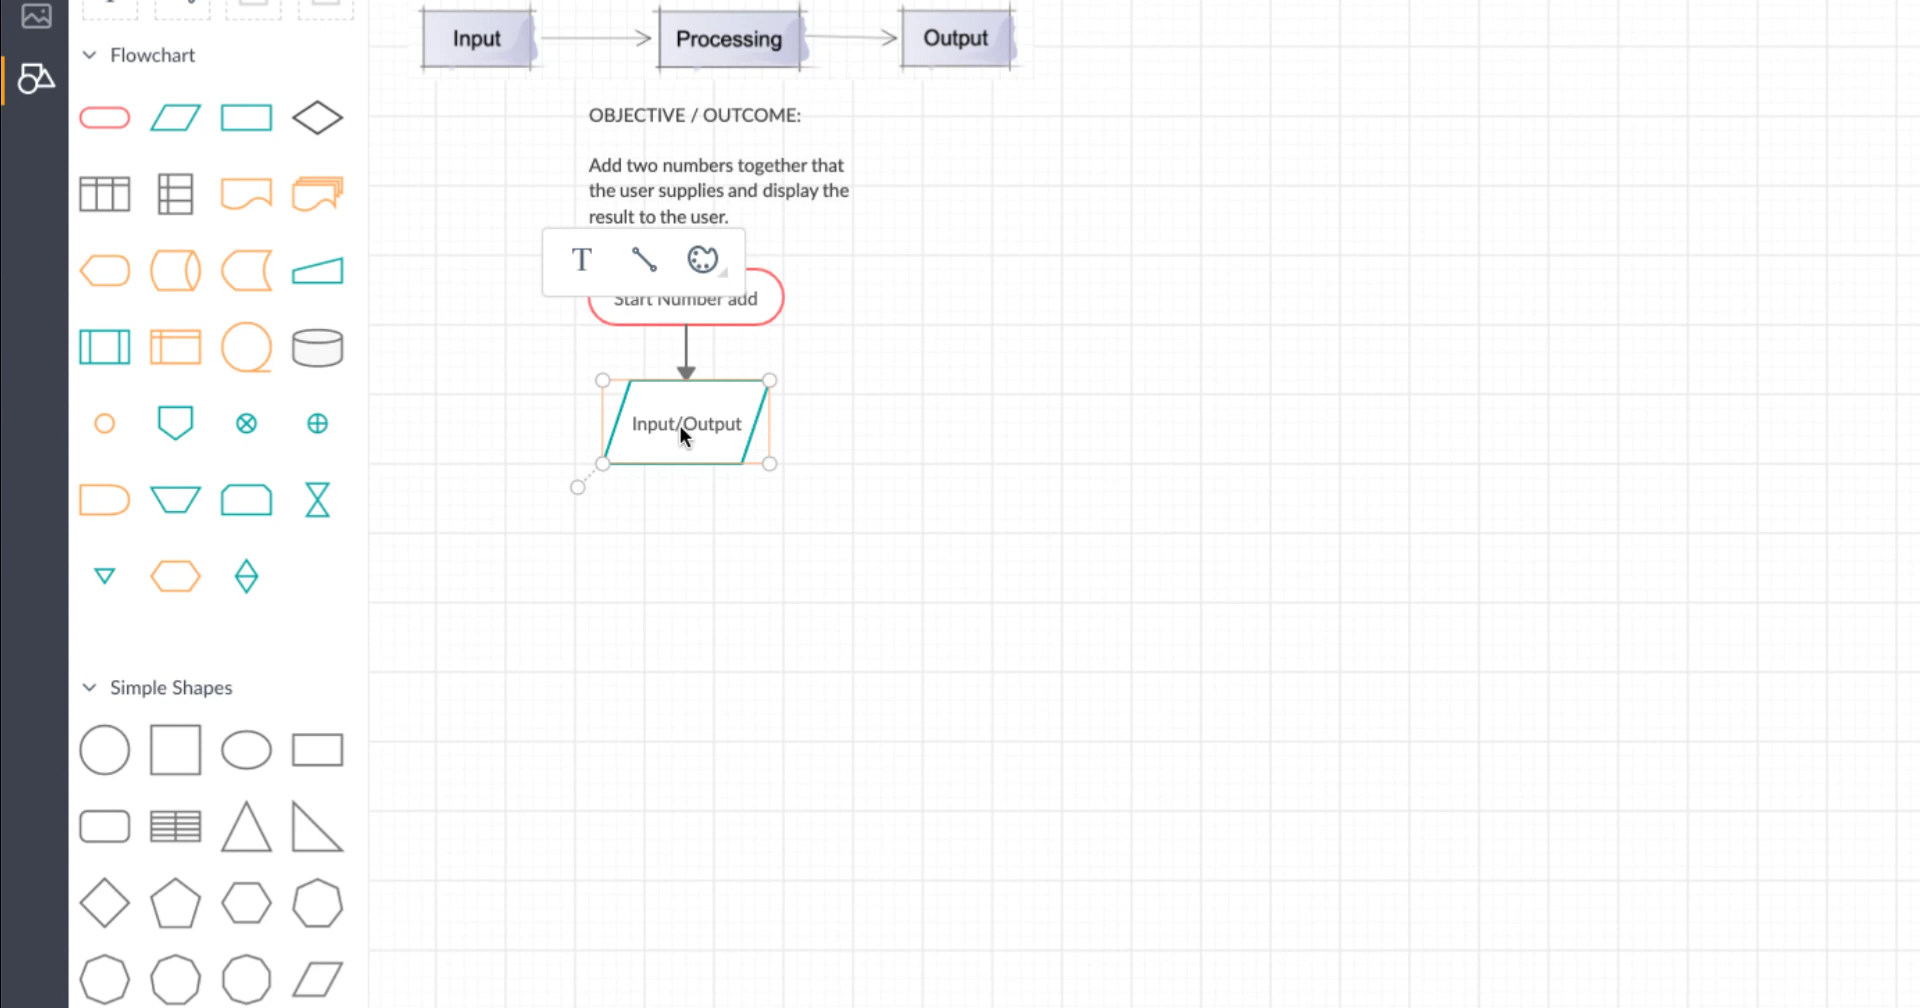 Flowchart
Input
Processing
Output
OBJECTIVE / OUTCOME:
Add two numbers together that
the user supplies and display the
result to the user.
T
Start Number add
Input/Output
Simple Shapes